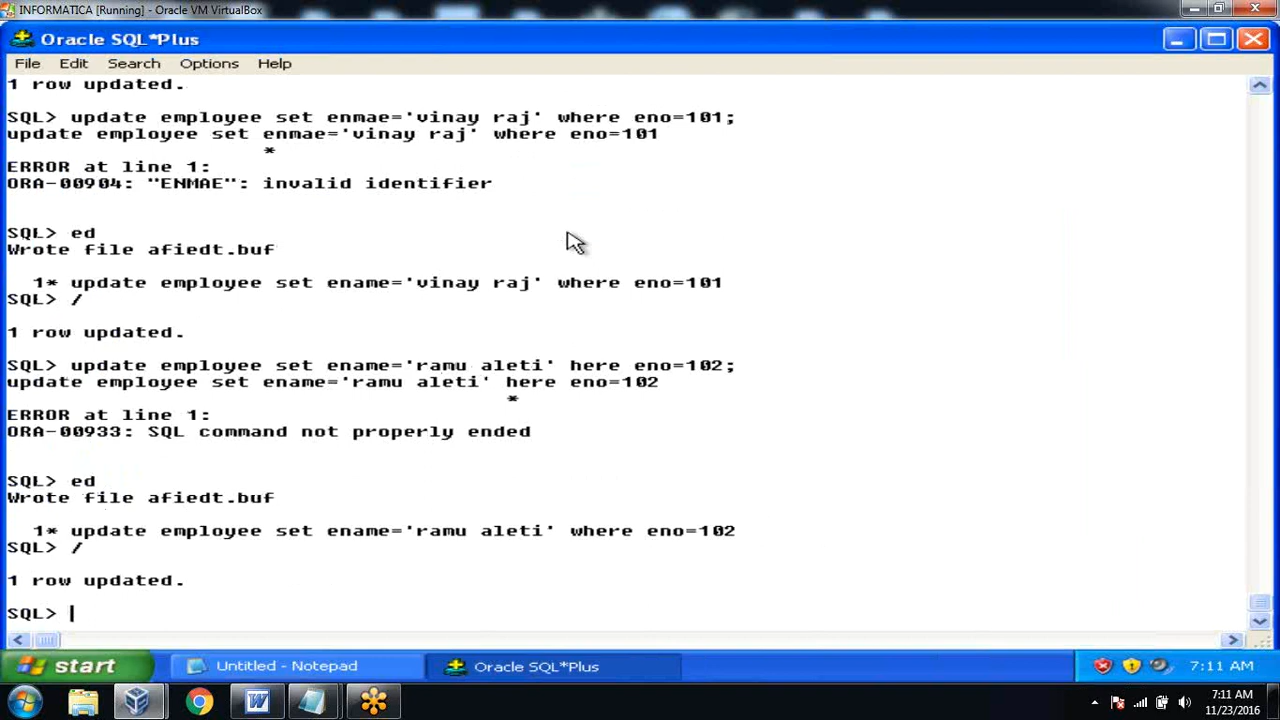 INFORMATICA [Running] - Oracle VM VirtualBox
Oracle SQL*Plus
File Edit Search Options Help
1 row updated.
SQL> update employee set enmae='vinay raj' where eno=101;
update employee set enmae='vinay raj' where eno=101
*
ERROR at line 1:
ORA-00904: "ENMAE": invalid identifier
SQL> ed
Wrote file afiedt.buf
1* update employee set ename='vinay raj' where eno=101
SQL> /
1 row updated.
SQL> update employee set ename='ramu aleti' here eno=102;
update employee set ename='ramu aleti' here eno=102
*
ERROR at line 1:
ORA-00933: SQL command not properly ended
SQL> ed
Wrote file afiedt.buf
1* update employee set ename='ramu aleti' where eno=102
SQL> /
1 row updated.
SQL>
start Untitled - Notepad Oracle SQL*Plus 7:11 AM
7:11 AM
11/23/2016